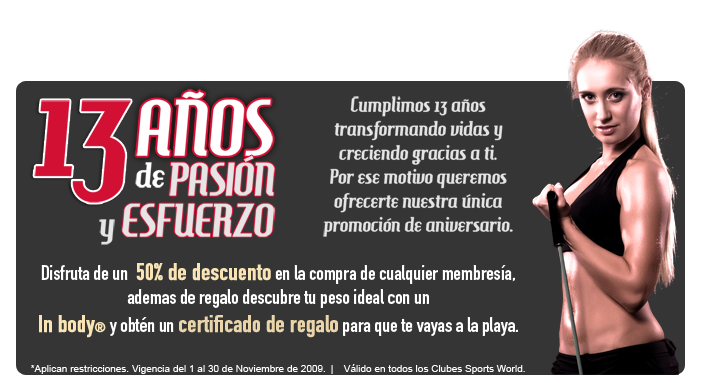 13 AÑOS
de PASIÓN
y ESFUERZO
Cumplimos 13 años
transformando vidas y
creciendo gracias a ti.
Por ese motivo queremos
ofrecerte nuestra única
promoción de aniversario.
Disfruta de un 50% de descuento en la compra de cualquier membresía,
ademas de regalo descubre tu peso ideal con un
In body® y obtén un certificado de regalo para que te vayas a la playa.
*Aplican restricciones. Vigencia del 1 al 30 de Noviembre de 2009. | Válido en todos los Clubes Sports World.